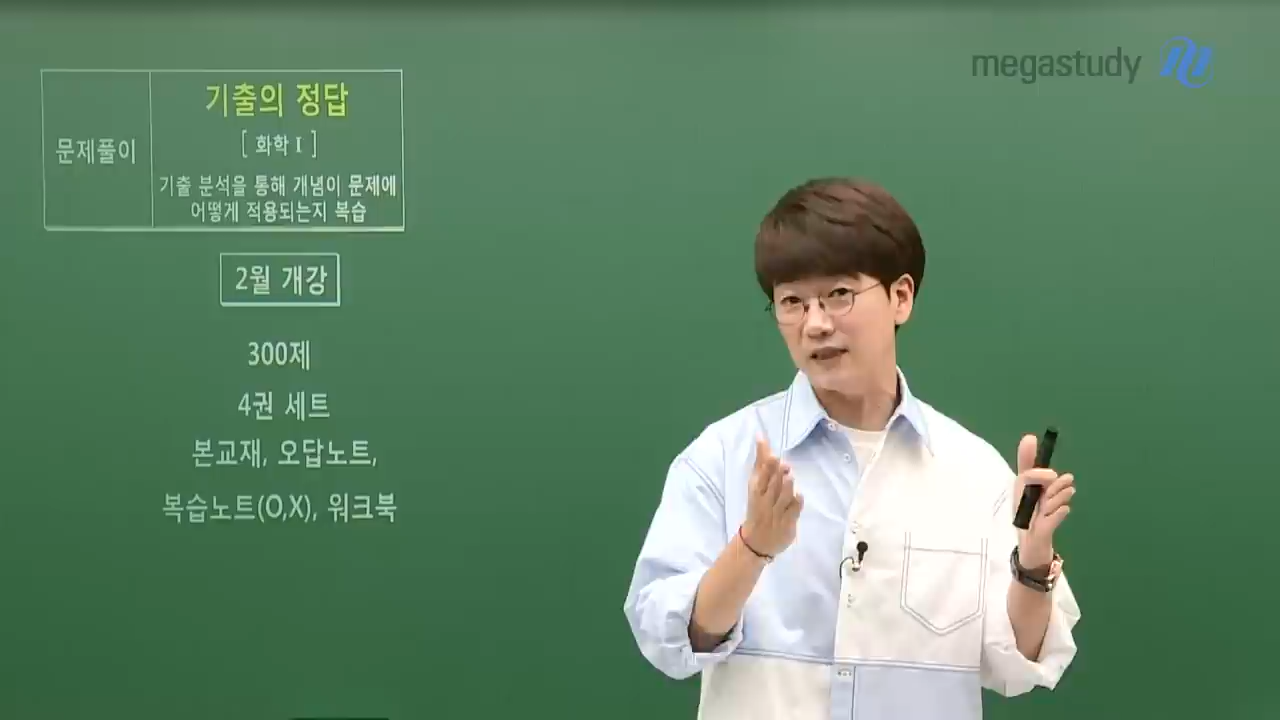 megastudy
문제풀이
기출의 정답
[ 화학 I ]
기출 분석을 통해 개념이 문제에
어떻게 적용되는지 복습
2월 개강
300제
4권 세트
본교재, 오답노트,
복습노트(O,X), 워크북